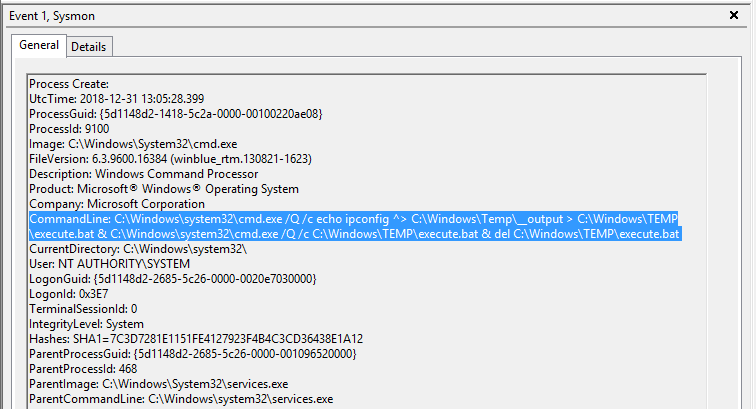 Event 1, Sysmon
General Details
Process Create:
UtcTime: 2018-12-31 13:05:28.399
ProcessGuid: {5d1148d2-1418-5c2a-0000-00100220ae08}
ProcessId: 9100
Image: C:\Windows\System32\cmd.exe
FileVersion: 6.3.9600.16384 (winblue_rtm.130821-1623)
Description: Windows Command Processor
Product: Microsoft® Windows® Operating System
Company: Microsoft Corporation
CommandLine: C:\Windows\system32\cmd.exe /Q /c echo ipconfig ^> C:\Windows\Temp\__output > C:\Windows\TEMP
\execute.bat & C:\Windows\system32\cmd.exe /Q /c C:\Windows\TEMP\execute.bat & del C:\Windows\TEMP\execute.bat
CurrentDirectory: C:\Windows\system32\
User: NT AUTHORITY\SYSTEM
LogonGuid: {5d1148d2-2685-5c26-0000-0020e7030000}
LogonId: 0x3E7
TerminalSessionId: 0
IntegrityLevel: System
Hashes: SHA1=7C3D7281E1151FE4127923F4B4C3CD36438E1A12
ParentProcessGuid: {5d1148d2-2685-5c26-0000-001096520000}
ParentProcessId: 468
ParentImage: C:\Windows\System32\services.exe
ParentCommandLine: C:\Windows\system32\services.exe